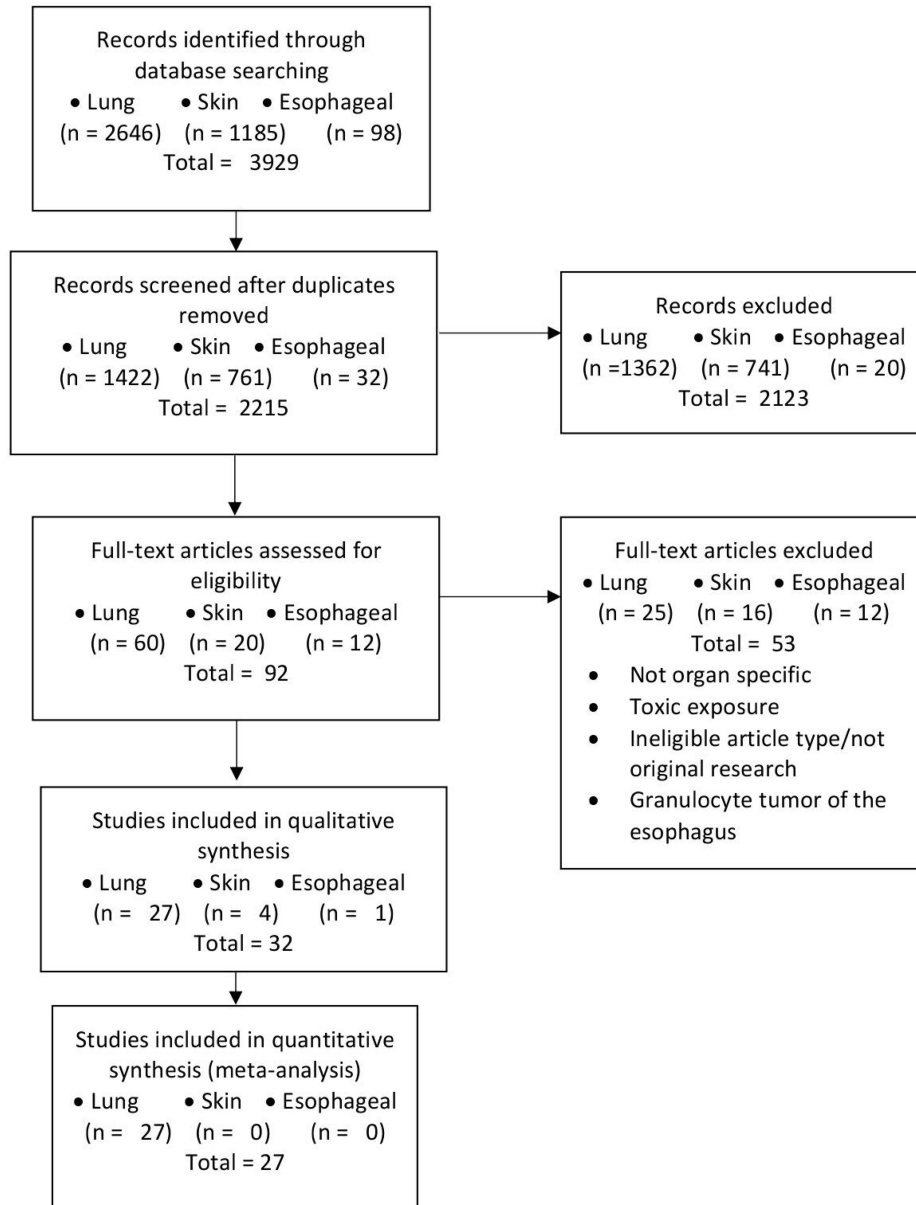 Records identified through
database searching
• Lung • Skin • Esophageal
(n = 2646) (n = 1185) (n = 98)
Total = 3929
Records screened after duplicates
removed
• Lung • Skin • Esophageal
(n = 1422) (n = 761) (n = 32)
Total = 2215
Records excluded
• Lung • Skin • Esophageal
(n =1362) (n = 741) (n = 20)
Total = 2123
Full-text articles assessed for
eligibility
• Lung • Skin • Esophageal
(n = 60) (n = 20) (n = 12)
Total = 92
Full-text articles excluded
• Lung • Skin • Esophageal
(n = 25) (n = 16) (n = 12)
Total = 53
• Not organ specific
• Toxic exposure
• Ineligible article type/not
original research
• Granulocyte tumor of the
esophagus
Studies included in qualitative
synthesis
• Lung • Skin • Esophageal
(n = 27) (n = 4) (n = 1)
Total = 32
Studies included in quantitative
synthesis (meta-analysis)
• Lung • Skin • Esophageal
(n = 27) (n = 0) (n = 0)
Total = 27